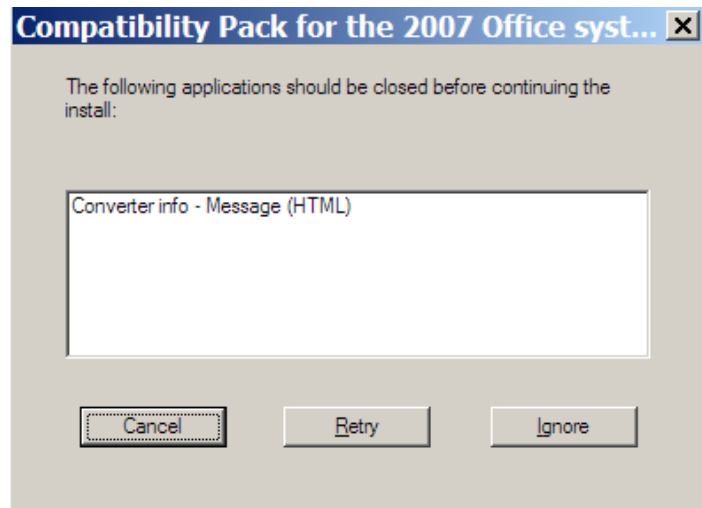 Compatibility Pack for the 2007 Office syst...
The following applications should be closed before continuing the
install:
Converter info - Message (HTML)
Cancel Retry Ignore